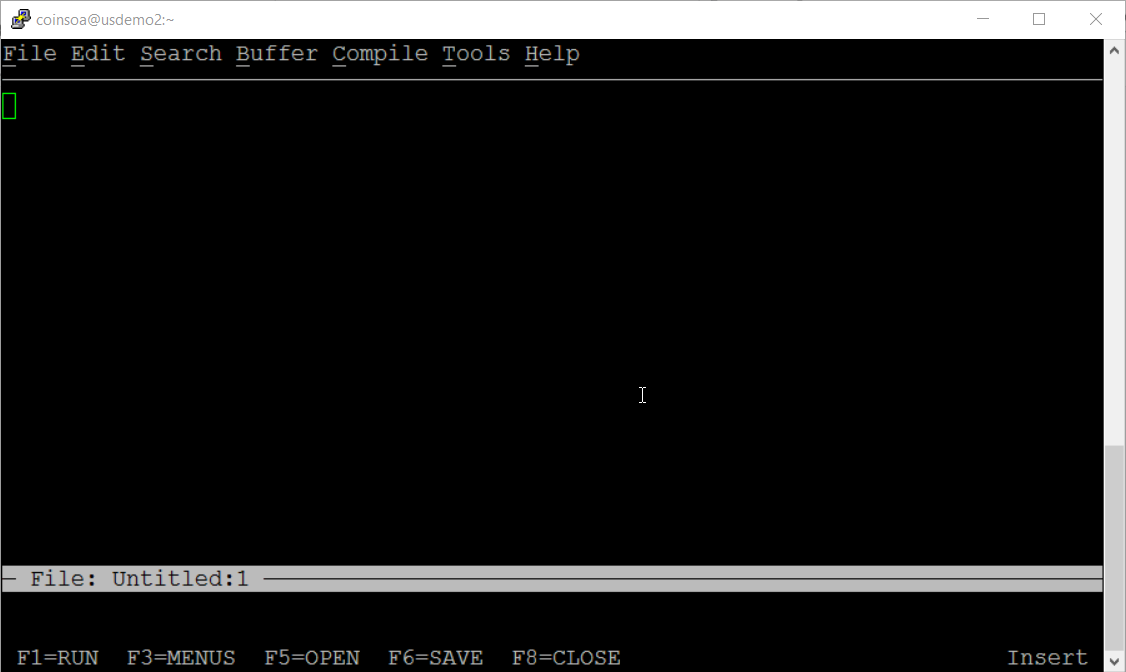 coinsoa@usdemo2:~
File Edit Search Buffer Compile Tools Help
File: Untitled:1
F1=RUN F3=MENUS F5=OPEN F6=SAVE F8=CLOSE Insert